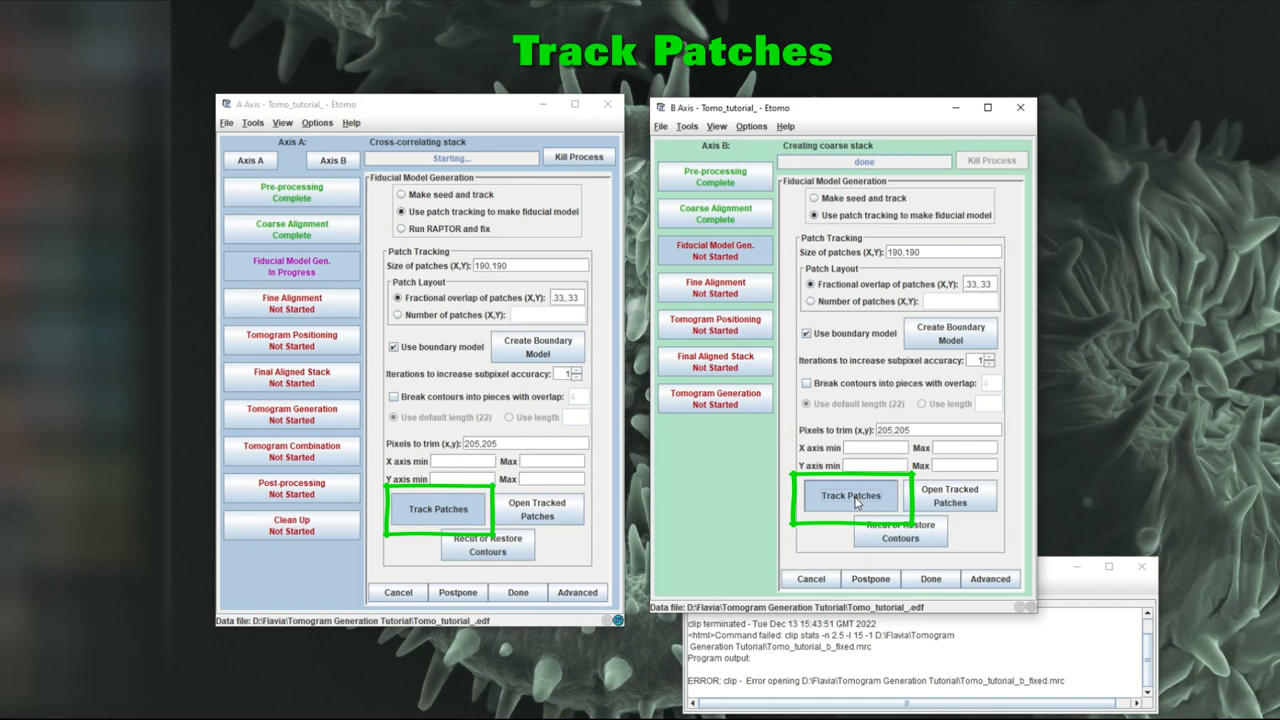 Track Patches
A Axis - Tomo_tutorial_ - Etomo
File Tools View Options Help
Axis A:
Cross-correlating stack
Axis A
Axis B
Starting...
Kill Process
Pre-processing
Complete
Coarse Alignment
Complete
Fiducial Model Gen.
In Progress
Fine Alignment
Not Started
Tomogram Positioning
Not Started
Final Aligned Stack
Not Started
Tomogram Generation
Not Started
Tomogram Combination
Not Started
Post-processing
Not Started
Clean Up
Not Started
Fiducial Model Generation
Make seed and track
Use patch tracking to make fiducial model
Run RAPTOR and fix
Patch Tracking
Size of patches (X,Y): 190,190
Patch Layout
Fractional overlap of patches (X,Y): .33,.33
Number of patches (X,Y):
Use boundary model
Create Boundary
Model
Iterations to increase subpixel accuracy: 1
Break contours into pieces with overlap: 4
Use default length (22) Use length
Pixels to trim (x,y): 205,205
X axis min Max
Y axis min Max
Track Patches
Open Tracked
Patches
Recut or Restore
Contours
Cancel Postpone Done Advanced
Data file: D:\Flavia\Tomogram Generation Tutorial\Tomo_tutorial_.edf
B Axis - Tomo_tutorial_ - Etomo
File Tools View Options Help
Axis B:
Creating coarse stack
done
Kill Process
Pre-processing
Complete
Coarse Alignment
Complete
Fiducial Model Gen.
Not Started
Fine Alignment
Not Started
Tomogram Positioning
Not Started
Final Aligned Stack
Not Started
Tomogram Generation
Not Started
Fiducial Model Generation
Make seed and track
Use patch tracking to make fiducial model
Patch Tracking
Size of patches (X,Y): 190,190
Patch Layout
Fractional overlap of patches (X,Y): .33,.33
Number of patches (X,Y):
Use boundary model
Create Boundary
Model
Iterations to increase subpixel accuracy: 1
Break contours into pieces with overlap: 4
Use default length (22) Use length
Pixels to trim (x,y): 205,205
X axis min Max
Y axis min Max
Track Patches
Open Tracked
Patches
Recut or Restore
Contours
Cancel Postpone Done Advanced
Data file: D:\Flavia\Tomogram Generation Tutorial\Tomo_tutorial_.edf
clip terminated - Tue Dec 13 15:43:51 GMT 2022
<html>Command failed: clip stats -n 2.5 -l 15 -1 D:\Flavia\Tomogram
Generation Tutorial\Tomo_tutorial_b_fixed.mrc
Program output:
ERROR: clip - Error opening D:\Flavia\Tomogram Generation Tutorial\Tomo_tutorial_b_fixed.mrc